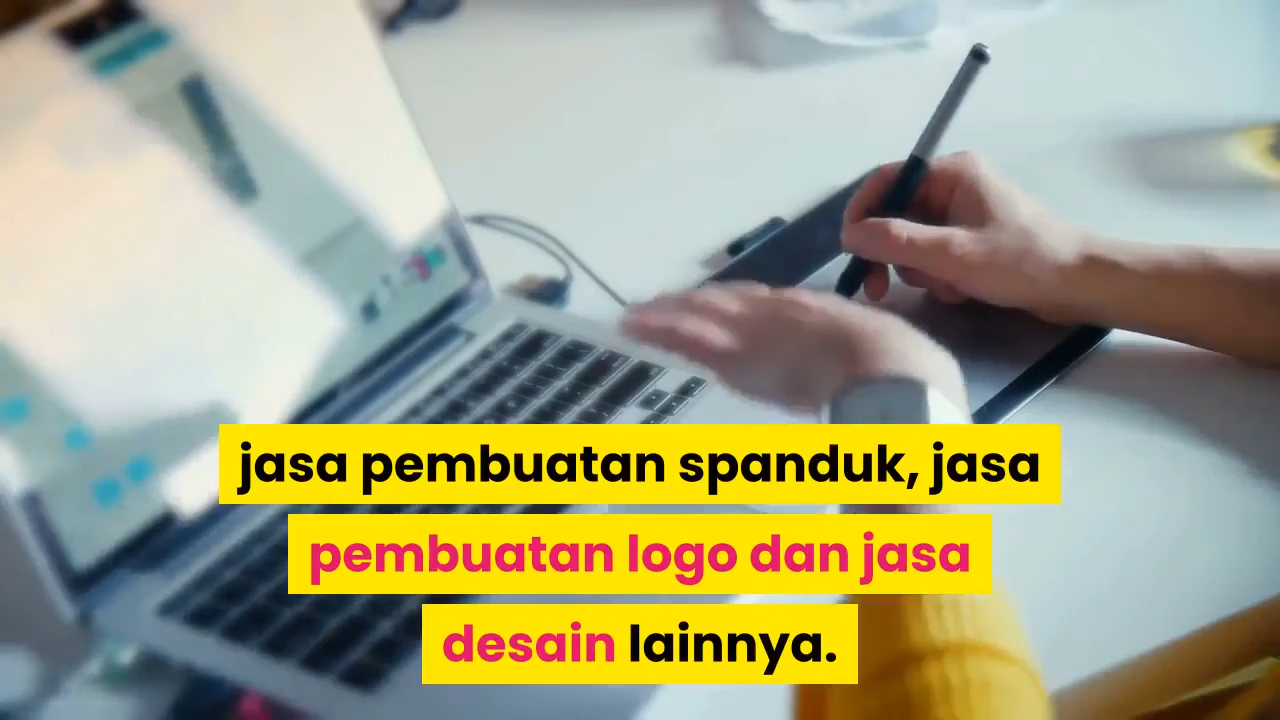 jasa pembuatan spanduk, jasa
pembuatan logo dan jasa
desain lainnya.